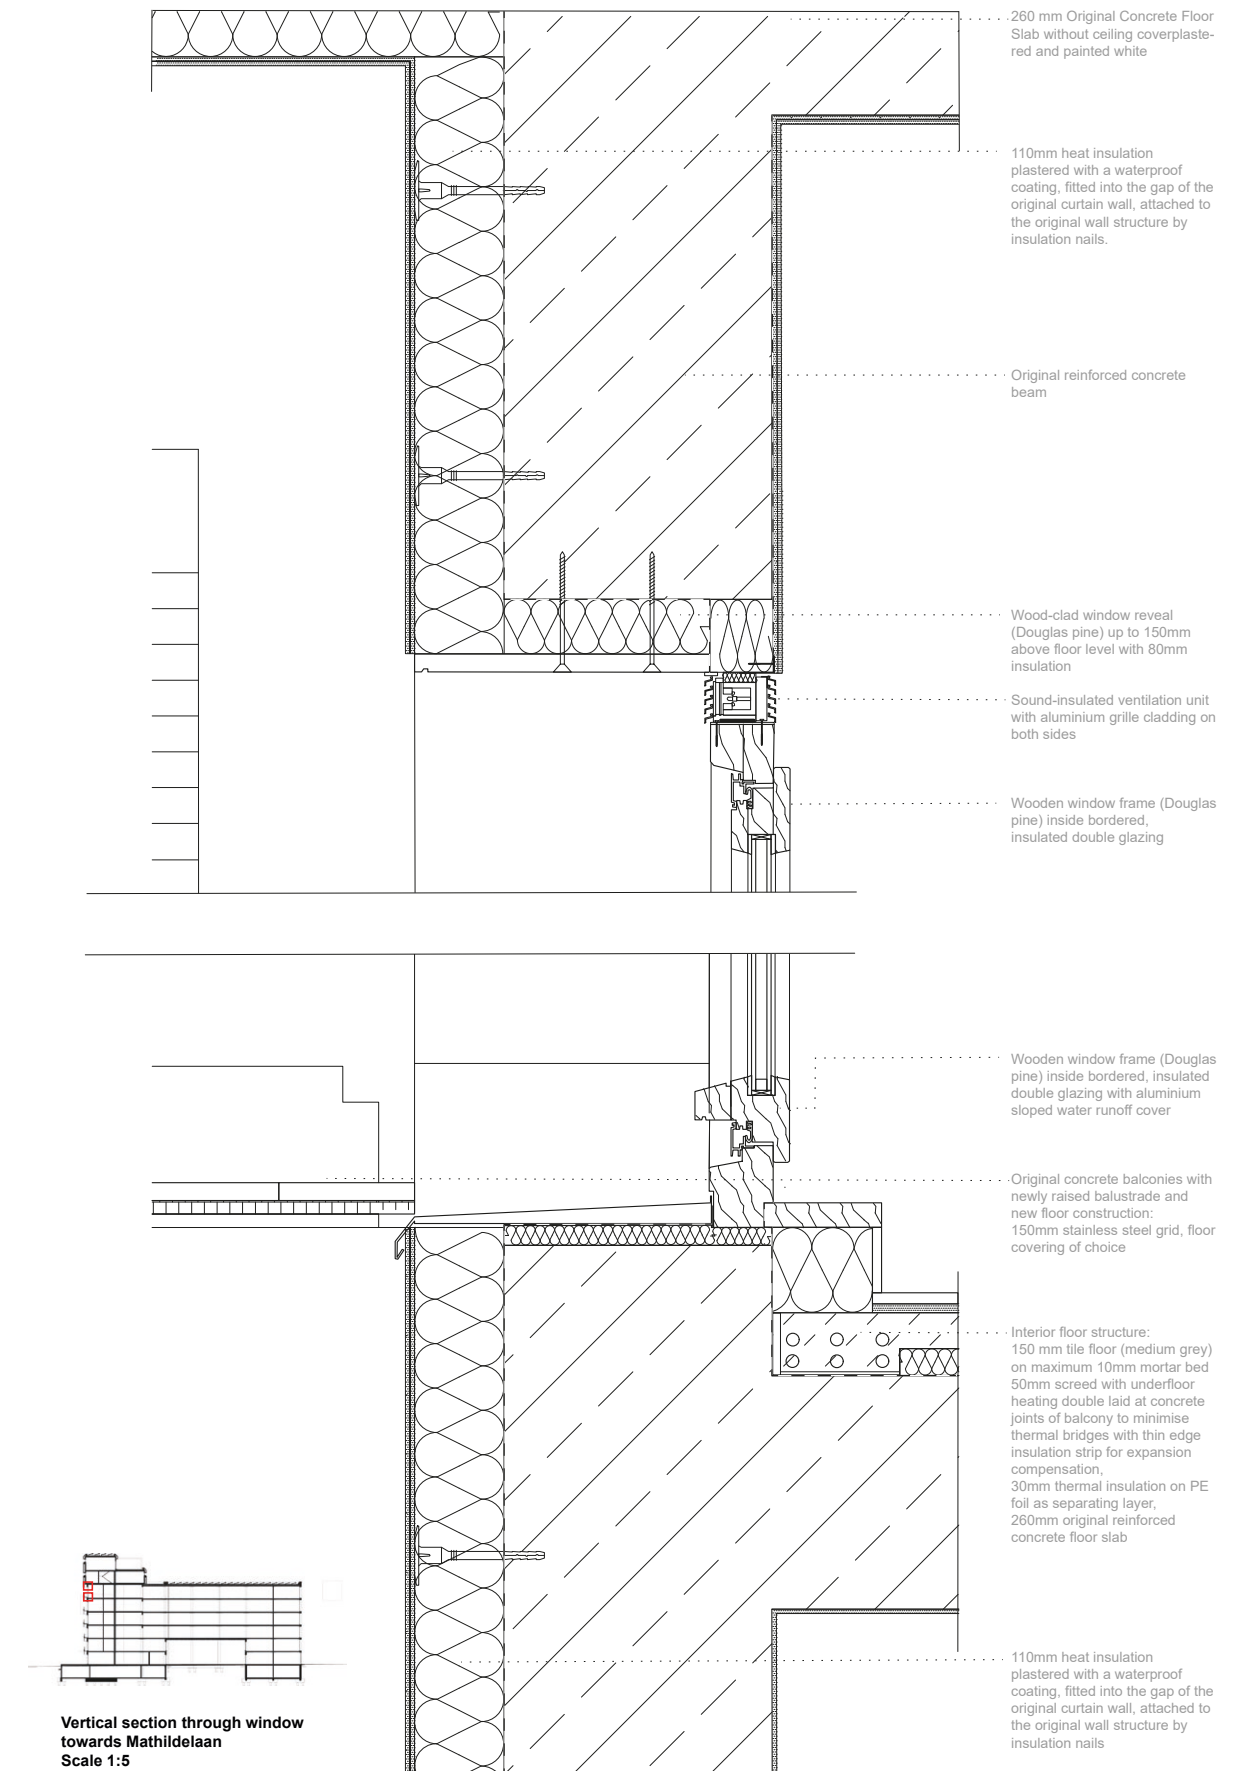 260 mm Original Concrete Floor
Slab without ceiling coverplaste-
red and painted white
110mm heat insulation
plastered with a waterproof
coating, fitted into the gap of the
original curtain wall, attached to
the original wall structure by
insulation nails.
Original reinforced concrete
beam
Wood-clad window reveal
(Douglas pine) up to 150mm
above floor level with 80mm
insulation
Sound-insulated ventilation unit
with aluminium grille cladding on
both sides
Wooden window frame (Douglas
pine) inside bordered,
insulated double glazing
Wooden window frame (Douglas
pine) inside bordered, insulated
double glazing with aluminium
sloped water runoff cover
Original concrete balconies with
newly raised balustrade and
new floor construction:
150mm stainless steel grid, floor
covering of choice
Interior floor structure:
150 mm tile floor (medium grey)
on maximum 10mm mortar bed
50mm screed with underfloor
heating double laid at concrete
joints of balcony to minimise
thermal bridges with thin edge
insulation strip for expansion
compensation,
30mm thermal insulation on PE
foil as separating layer,
260mm original reinforced
concrete floor slab
110mm heat insulation
plastered with a waterproof
coating, fitted into the gap of the
original curtain wall, attached to
the original wall structure by
insulation nails
Vertical section through window
towards Mathildelaan
Scale 1:5